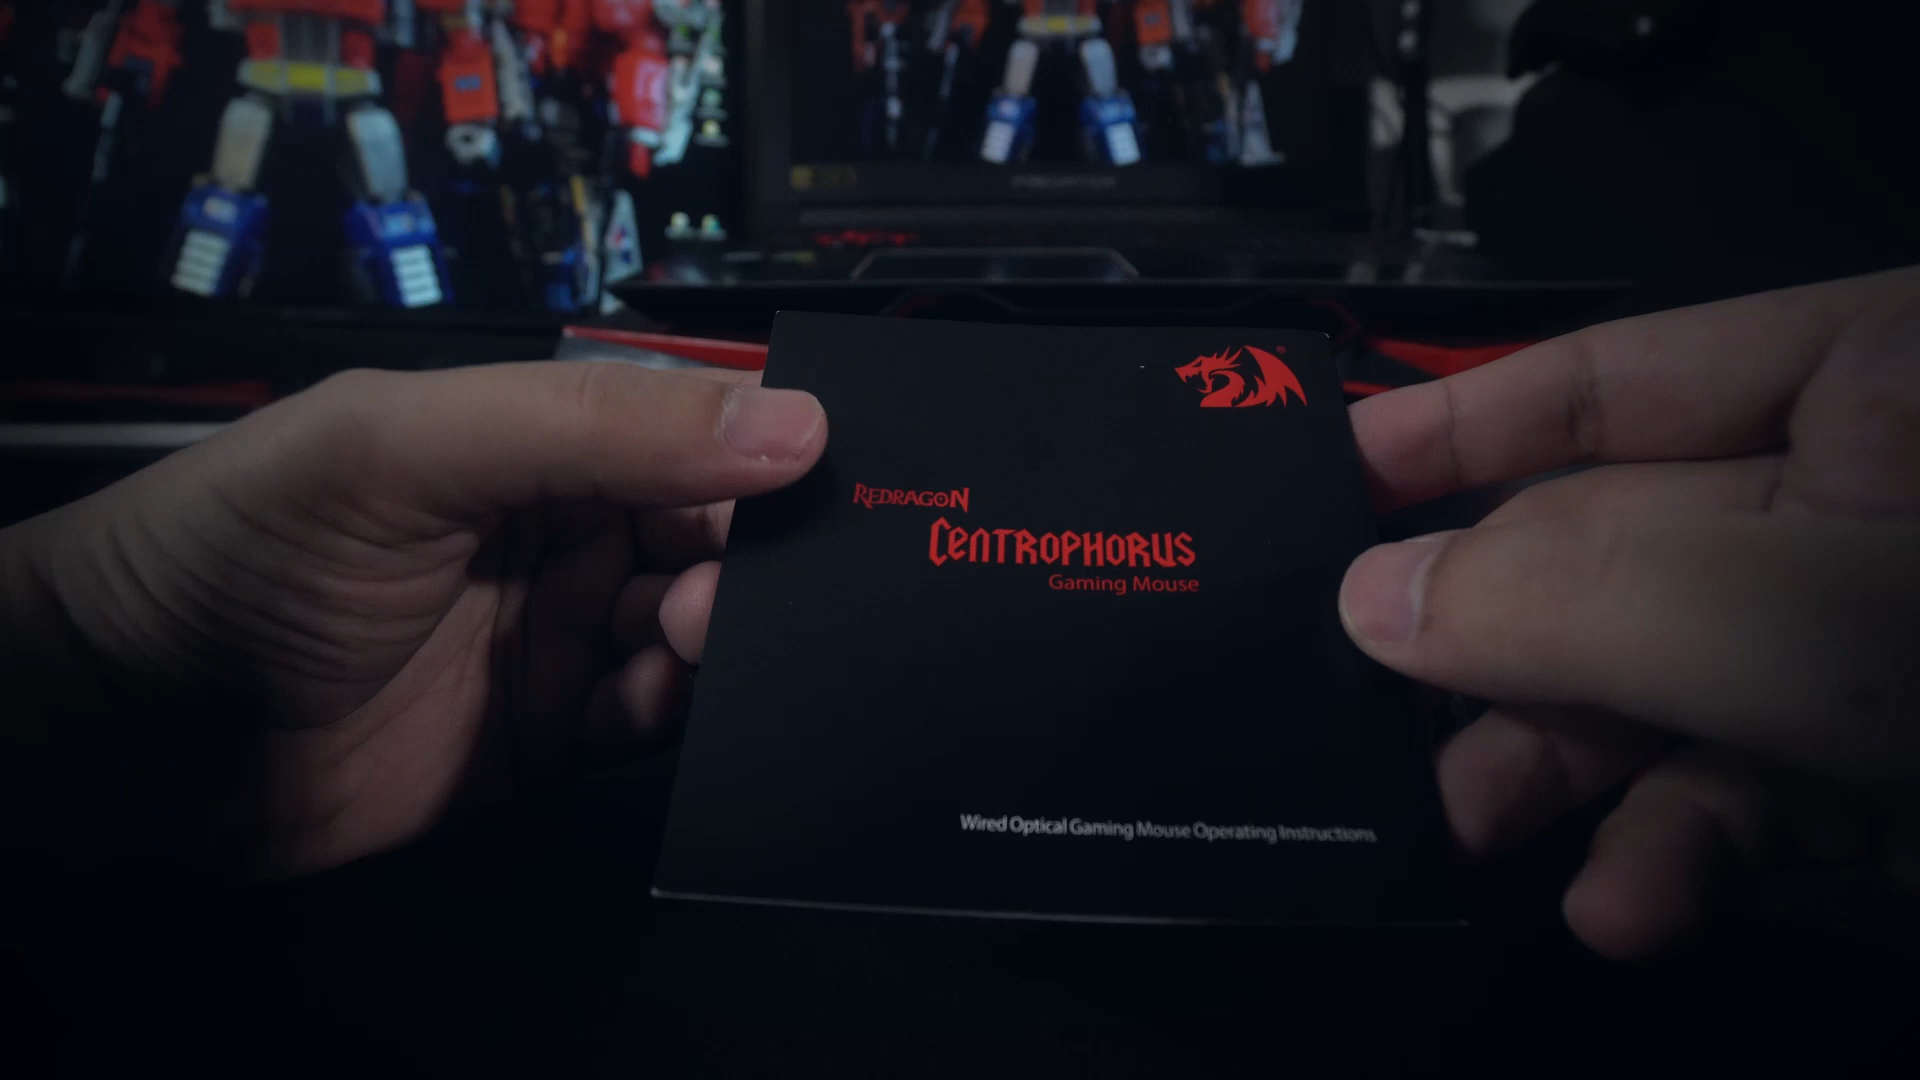 REDRAGON
CENTROPHORUS
Gaming Mouse
Wired Optical Gaming Mouse Operating Instructions